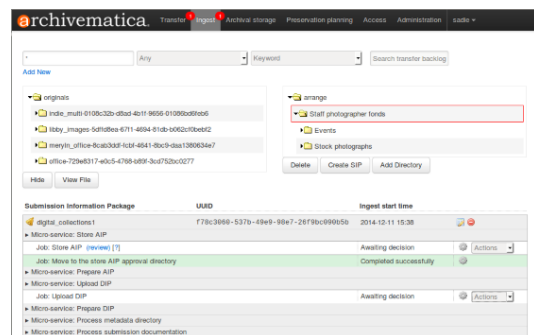 archivematica.
Transfer 1 Ingest 1 Archival storage Preservation planning Access Administration sadie
* Any Keyword Search transfer backlog
Add New
originals
indie_multi-0108c32b-d8ad-4b1f-9656-01086bd6feb6
libby_images-5dffd8ea-67f1-4694-81db-b062cf0bebf2
meryln_office-8cab3ddf-fcbf-4641-8bc9-daa1380634e7
office-729e8317-e0c5-4768-b89f-3cd752bc0277
Hide View File
arrange
Staff photographer fonds
Events
Stock photographs
Delete Create SIP Add Directory
Submission Information Package UUID Ingest start time
digital_collections1 f78c3060-537b-49e9-98e7-26f9bc090b5b 2014-12-11 15:38
Micro-service: Store AIP
Job: Store AIP (review) [?] Awaiting decision Actions
Job: Move to the store AIP approval directory Completed successfully
Micro-service: Prepare AIP
Micro-service: Upload DIP
Job: Upload DIP Awaiting decision Actions
Micro-service: Prepare DIP
Micro-service: Process metadata directory
Micro-service: Process submission documentation